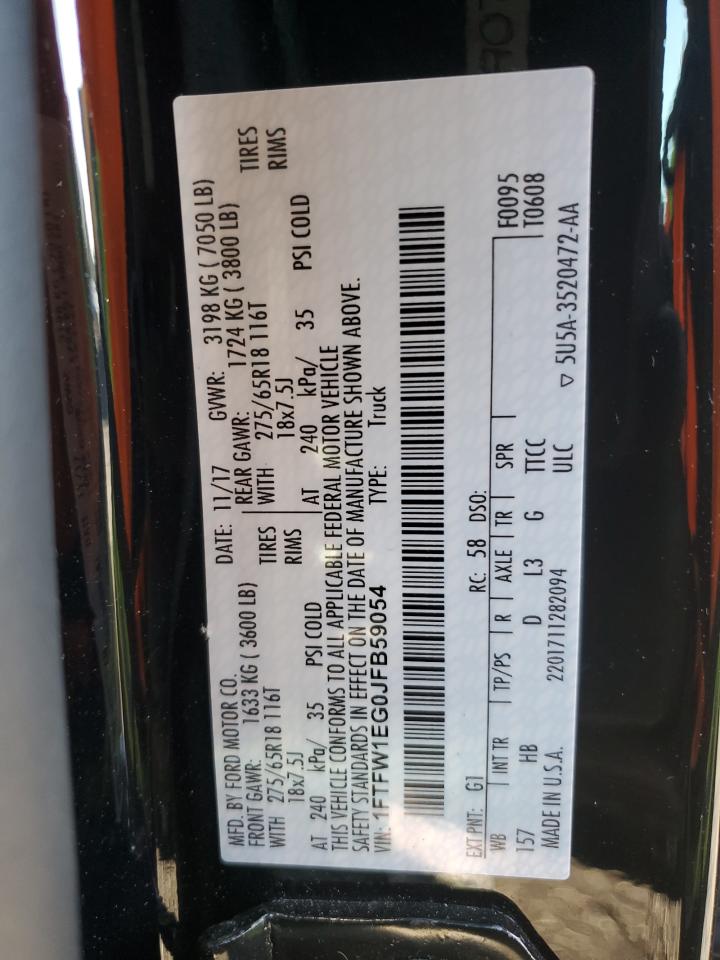 MFD. BY FORD MOTOR CO. DATE: 11/17 GVWR: 3198 KG ( 7050 LB)
FRONT GAWR: 1633 KG ( 3600 LB) REAR GAWR: 1724 KG ( 3800 LB)
WITH 275/65R18 116T TIRES WITH 275/65R18 116T TIRES
18x7.5J RIMS 18x7.5J RIMS
AT 240 kPa/ 35 PSI COLD AT 240 kPa/ 35 PSI COLD
THIS VEHICLE CONFORMS TO ALL APPLICABLE FEDERAL MOTOR VEHICLE
SAFETY STANDARDS IN EFFECT ON THE DATE OF MANUFACTURE SHOWN ABOVE.
VIN: 1FTFW1EG0JFB59054 TYPE: Truck
EXT PNT: G1 RC: 58 DSO:
WB INT TR TP/PS R AXLE TR SPR F0095
157 HB D L3 G TTCC T0608
MADE IN U.S.A. 2201711282094 ULC ▽ 5U5A-3520472-AA